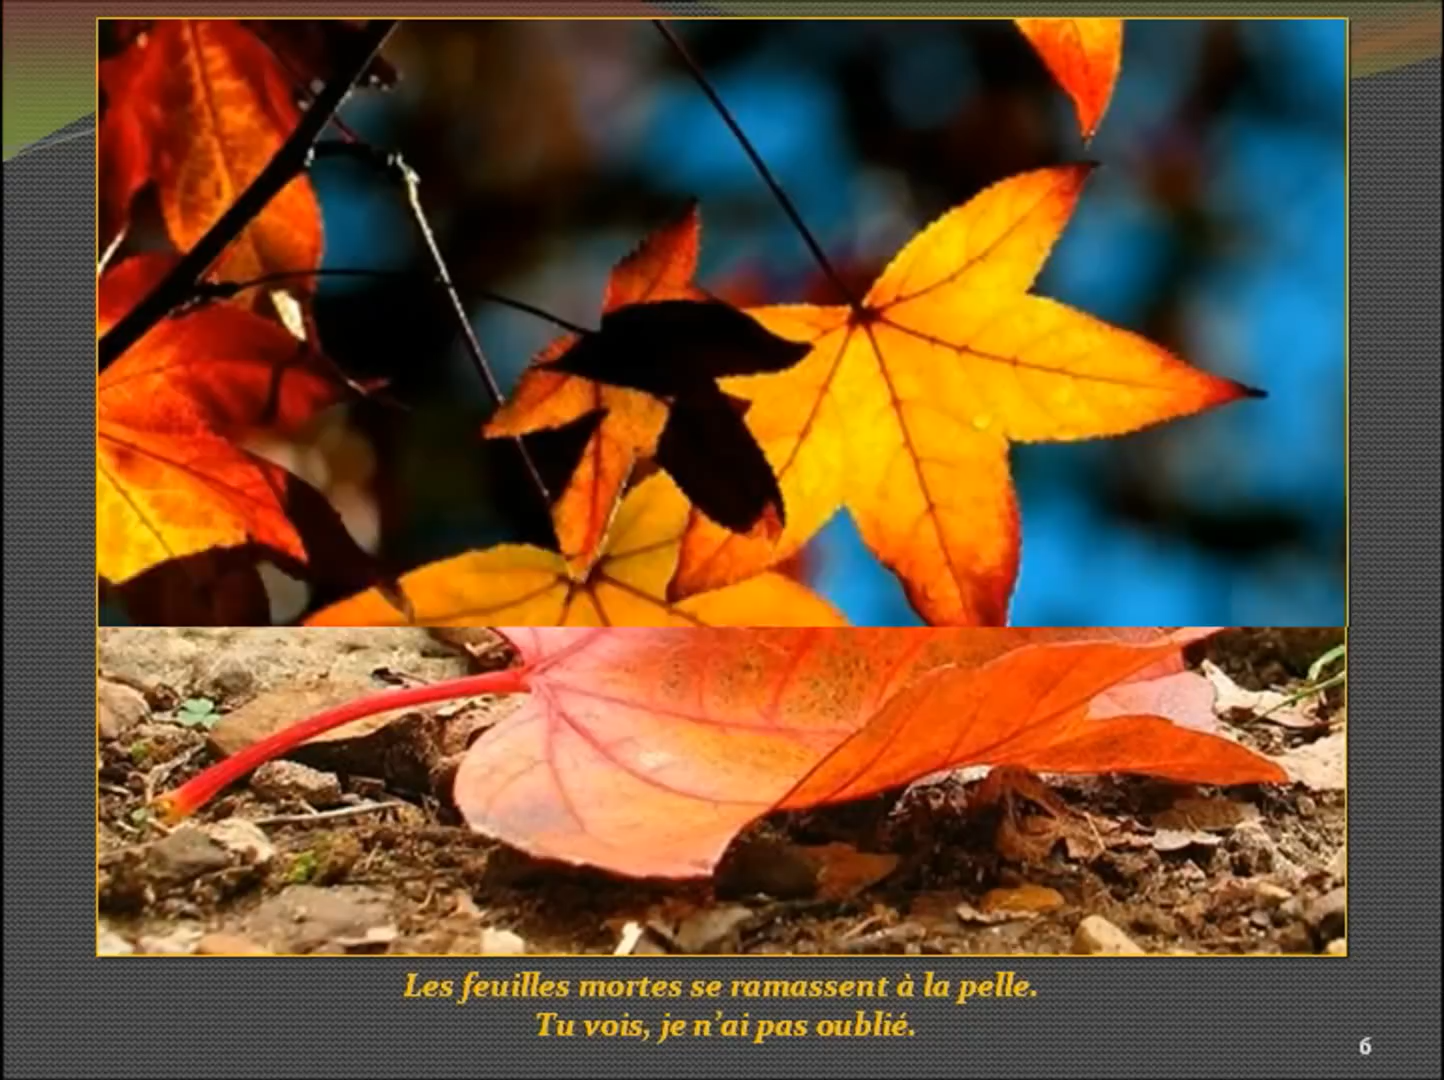 Les feuilles mortes se ramassent à la pelle.
Tu vois, je n’ai pas oublié.
6